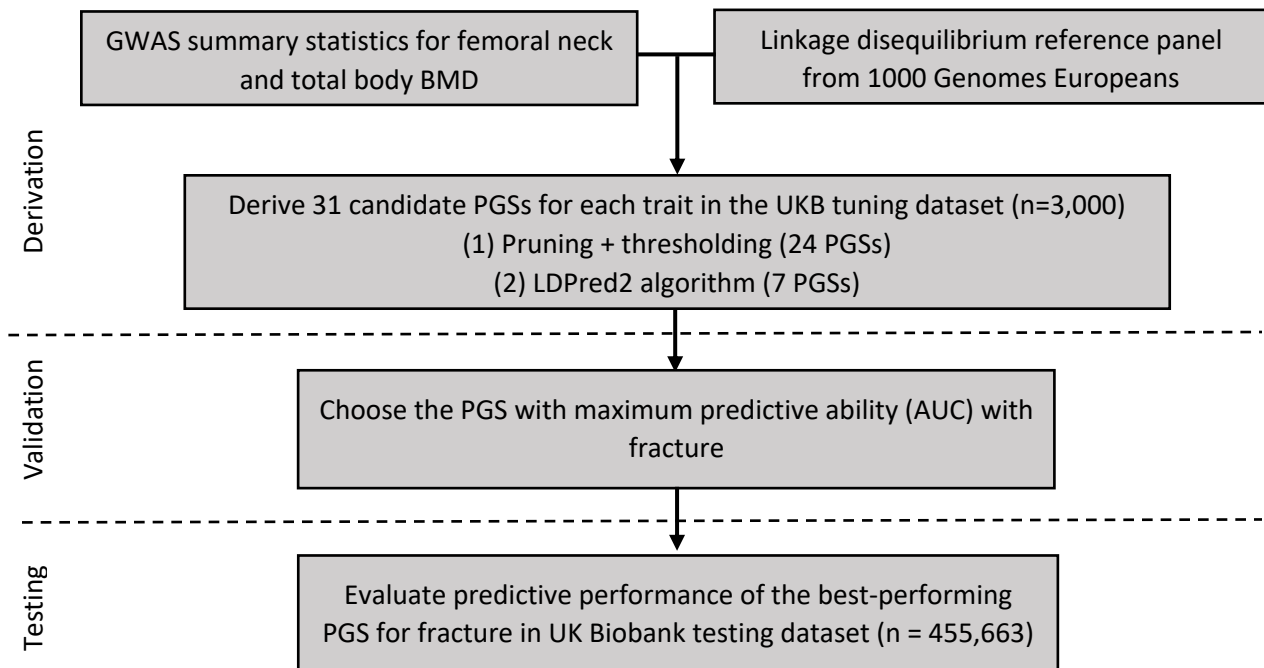 GWAS summary statistics for femoral neck
and total body BMD
Linkage disequilibrium reference panel
from 1000 Genomes Europeans
Derivation
Derive 31 candidate PGSs for each trait in the UKB tuning dataset (n=3,000)
(1) Pruning + thresholding (24 PGSs)
(2) LDPred2 algorithm (7 PGSs)
Validation
Choose the PGS with maximum predictive ability (AUC) with
fracture
Testing
Evaluate predictive performance of the best-performing
PGS for fracture in UK Biobank testing dataset (n = 455,663)